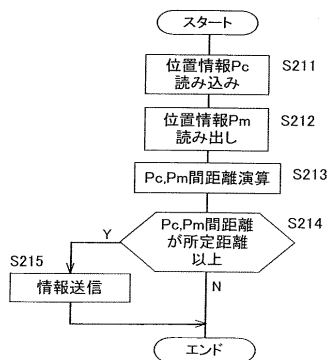 スタート
位置情報Pc
読み込み
S211
位置情報Pm
読み出し
S212
Pc,Pm間距離演算
S213
Pc,Pm間距離
が所定距離
以上
S214
Y
S215
情報送信
N
エンド